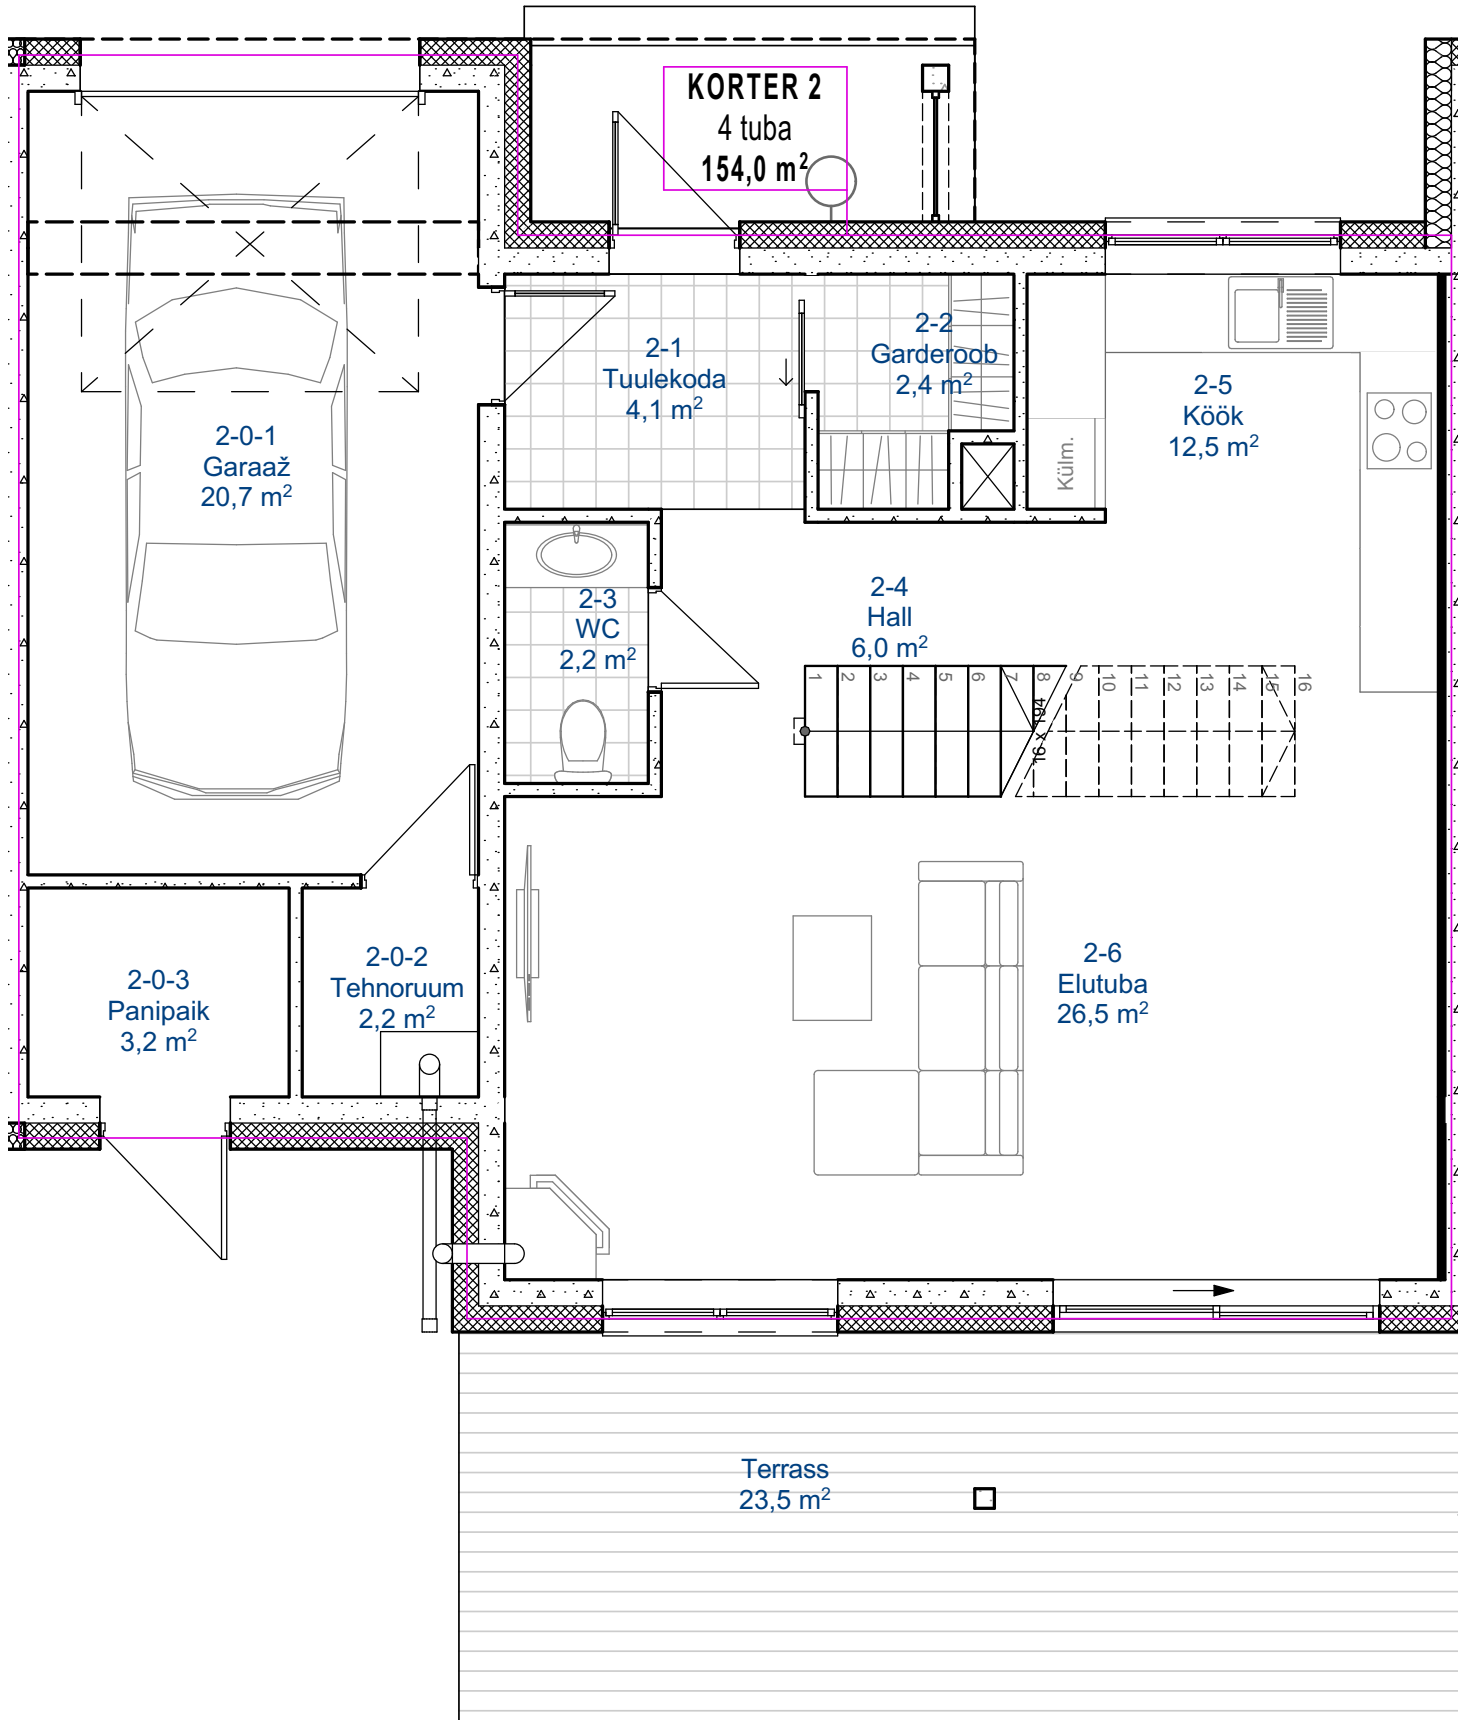 KORTER 2
4 tuba
154,0 m²
2-1
Tuulekoda
4,1 m²
2-2
Garderoob
2,4 m²
2-5
Köök
12,5 m²
Külm.
2-0-1
Garaaž
20,7 m²
2-3
WC
2,2 m²
2-4
Hall
6,0 m²
1 2 3 4 5 6 7 8 9 10 11 12 13 14 15 16
16 x 194
2-0-3
Panipaik
3,2 m²
2-0-2
Tehnoruum
2,2 m²
2-6
Elutuba
26,5 m²
Terrass
23,5 m²